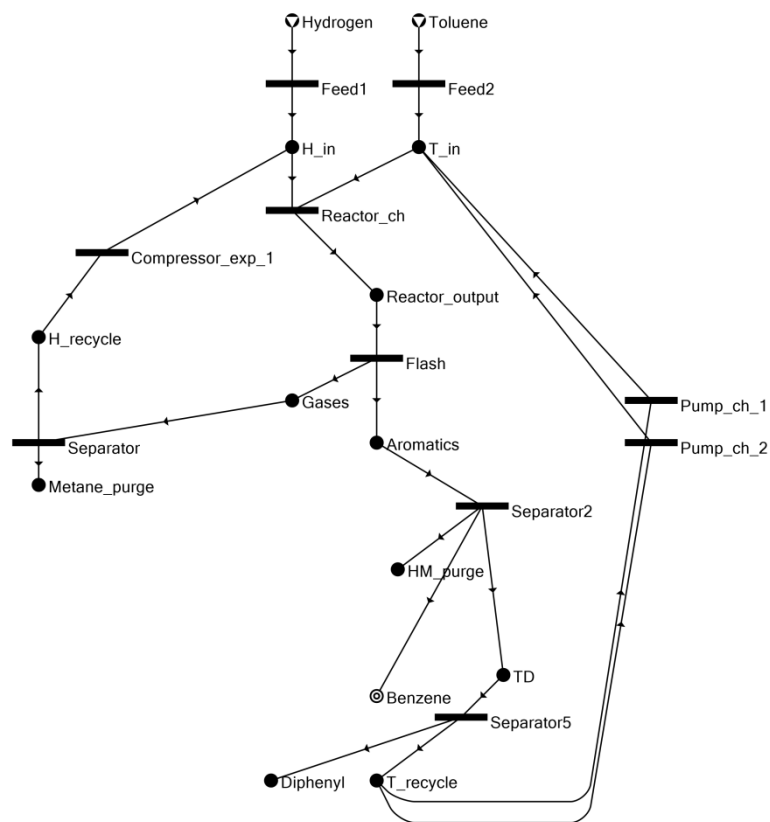 Hydrogen
Toluene
Feed1
Feed2
H_in
T_in
Reactor_ch
Compressor_exp_1
Reactor_output
H_recycle
Flash
Gases
Pump_ch_1
Separator
Aromatics
Pump_ch_2
Metane_purge
Separator2
HM_purge
TD
Benzene
Separator5
Diphenyl
T_recycle